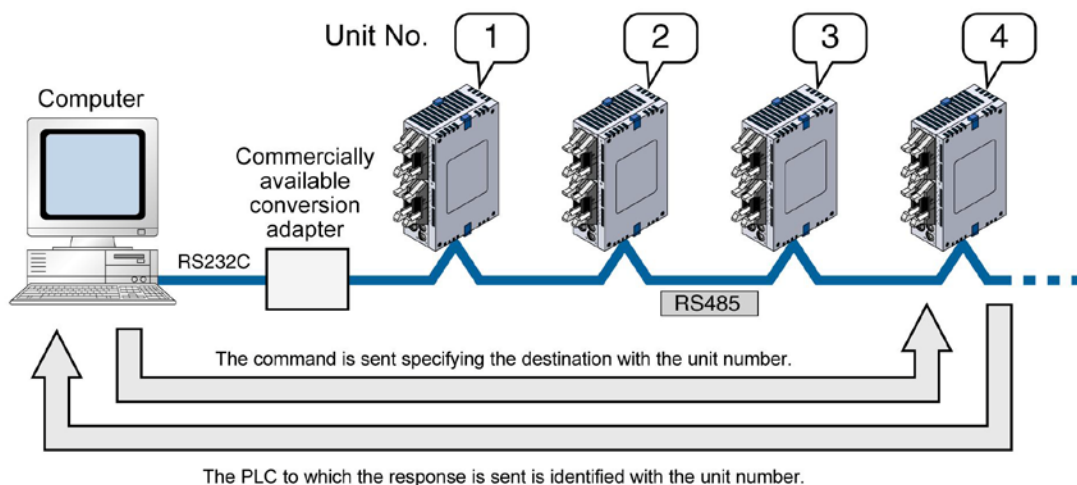 Unit No. 1 2 3 4
Computer
Commercially
available
conversion
adapter
RS232C
RS485
The command is sent specifying the destination with the unit number.
The PLC to which the response is sent is identified with the unit number.